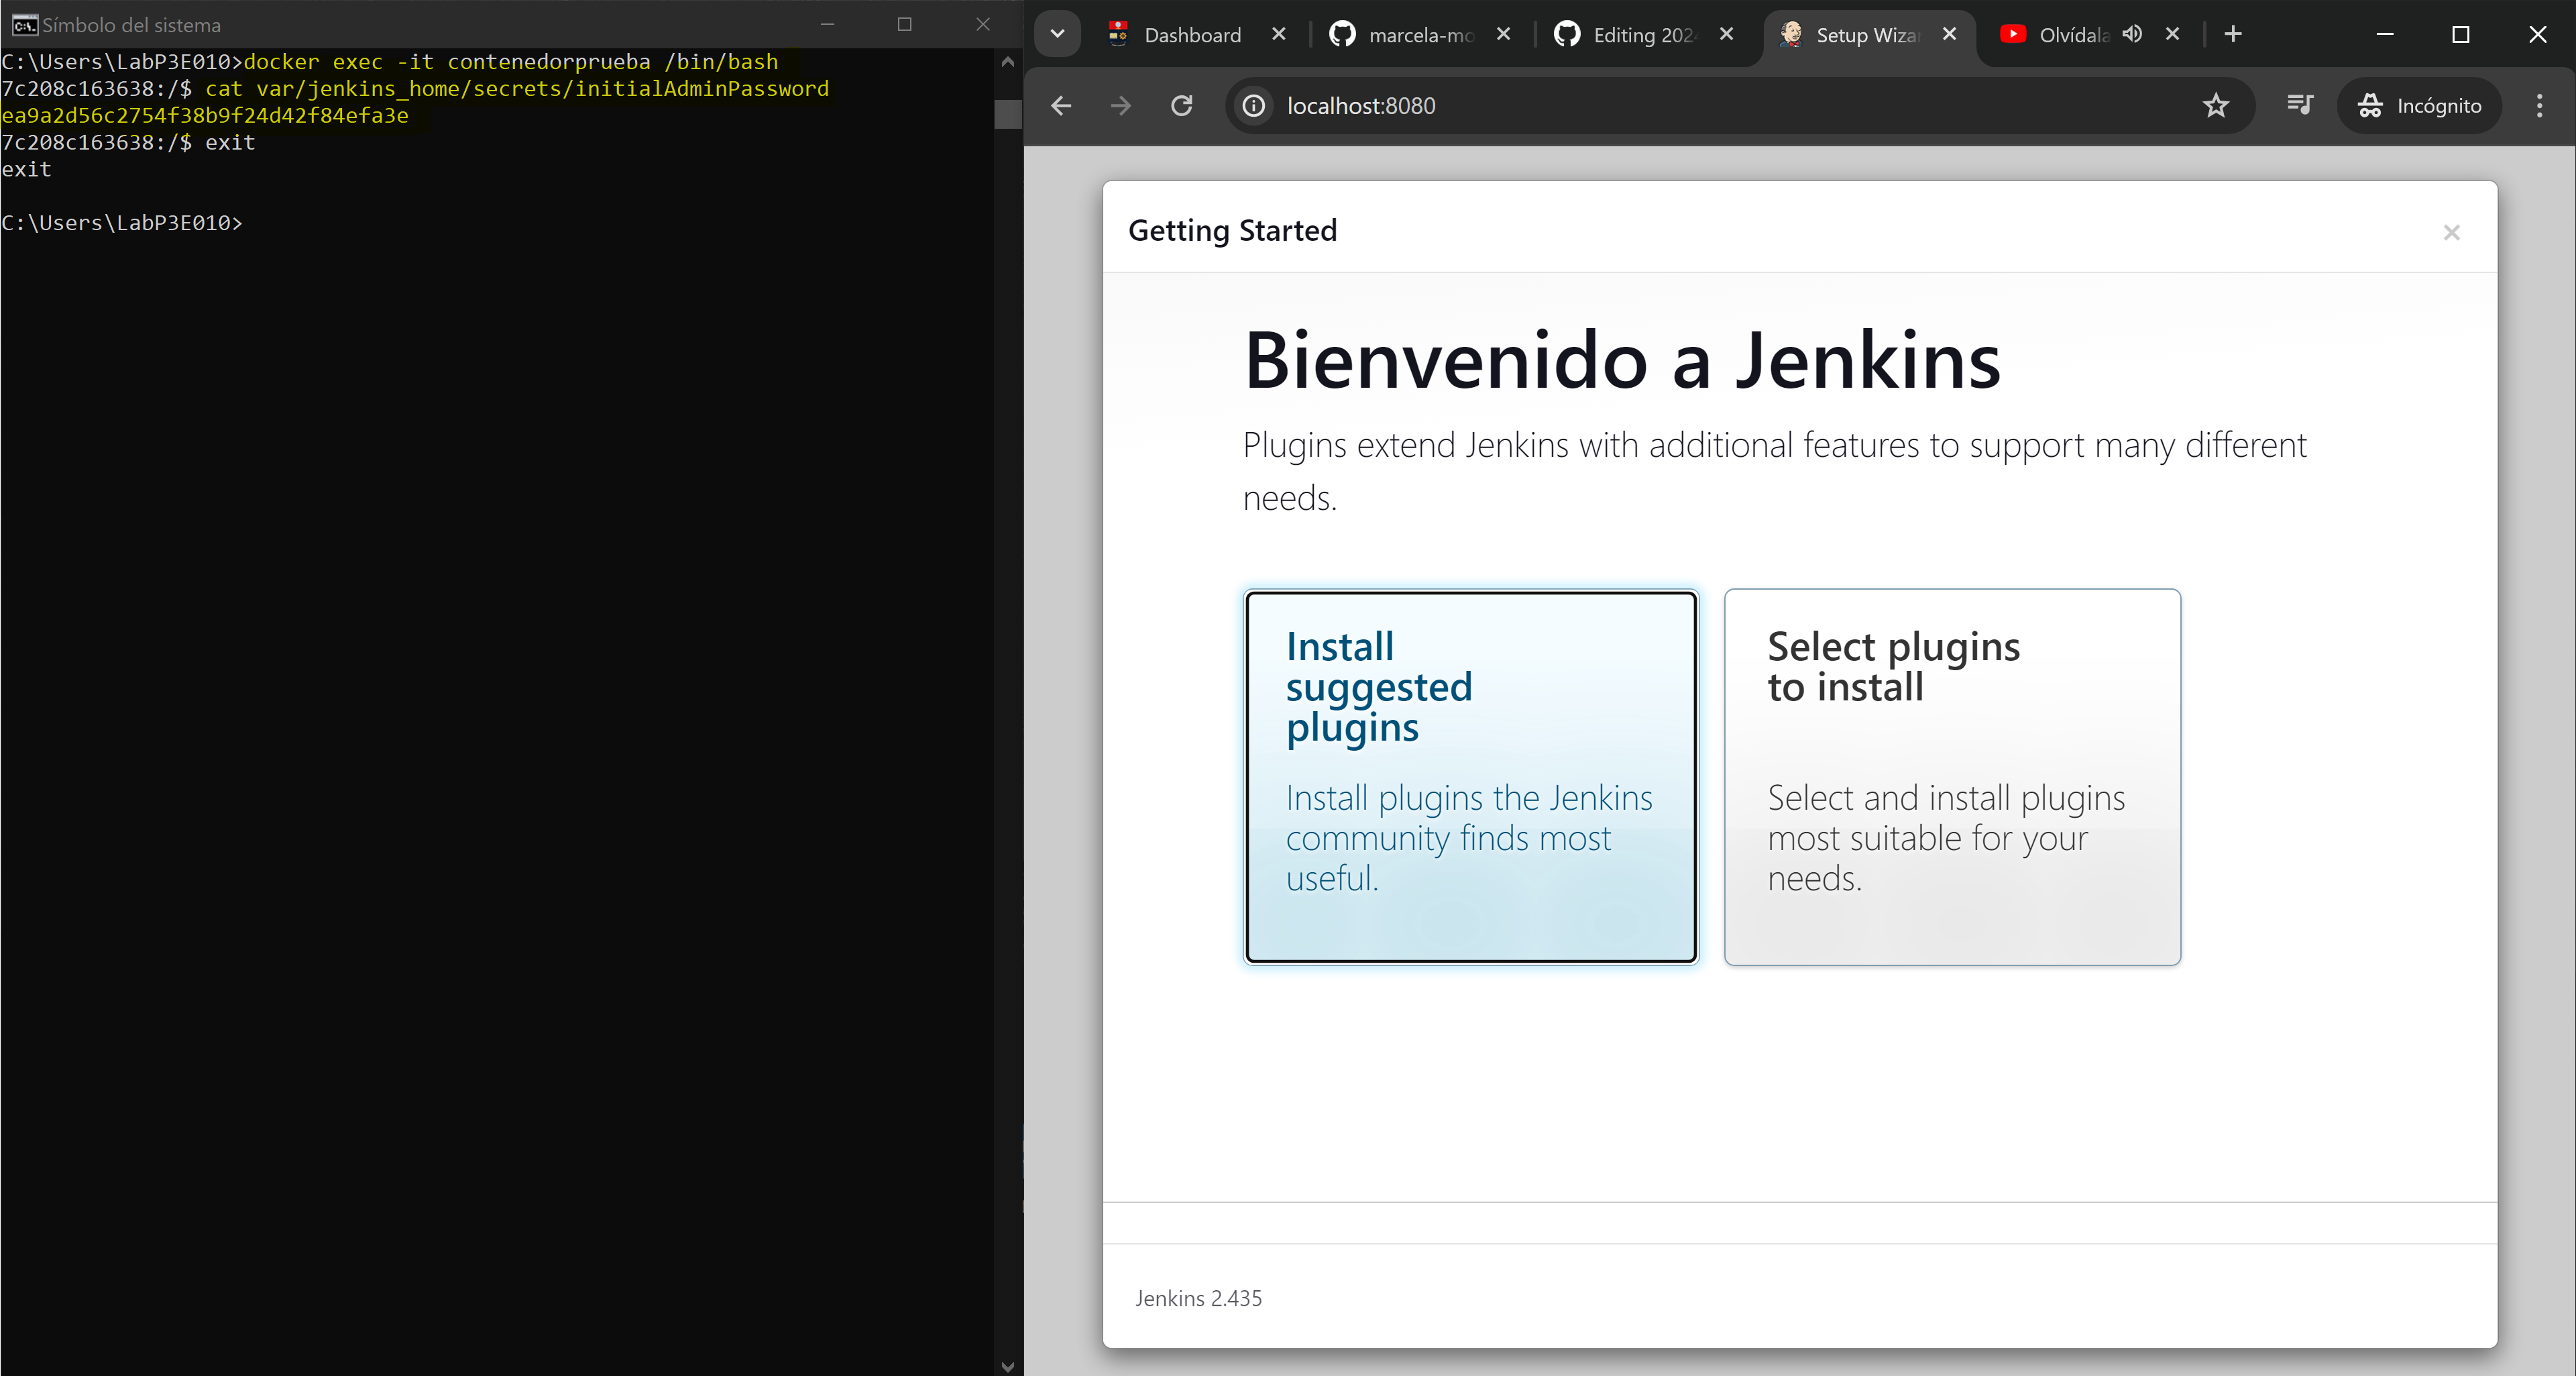 Símbolo del sistema
C:\Users\LabP3E010>docker exec -it contenedorprueba /bin/bash
7c208c163638:/$ cat var/jenkins_home/secrets/initialAdminPassword
ea9a2d56c2754f38b9f24d42f84efa3e
7c208c163638:/$ exit
exit
C:\Users\LabP3E010>
Dashboard
marcela-mo
Editing 202
Setup Wizar
Olvídala
localhost:8080
Incógnito
Getting Started
Bienvenido a Jenkins
Plugins extend Jenkins with additional features to support many different
needs.
Install
suggested
plugins
Install plugins the Jenkins
community finds most
useful.
Select plugins
to install
Select and install plugins
most suitable for your
needs.
Jenkins 2.435